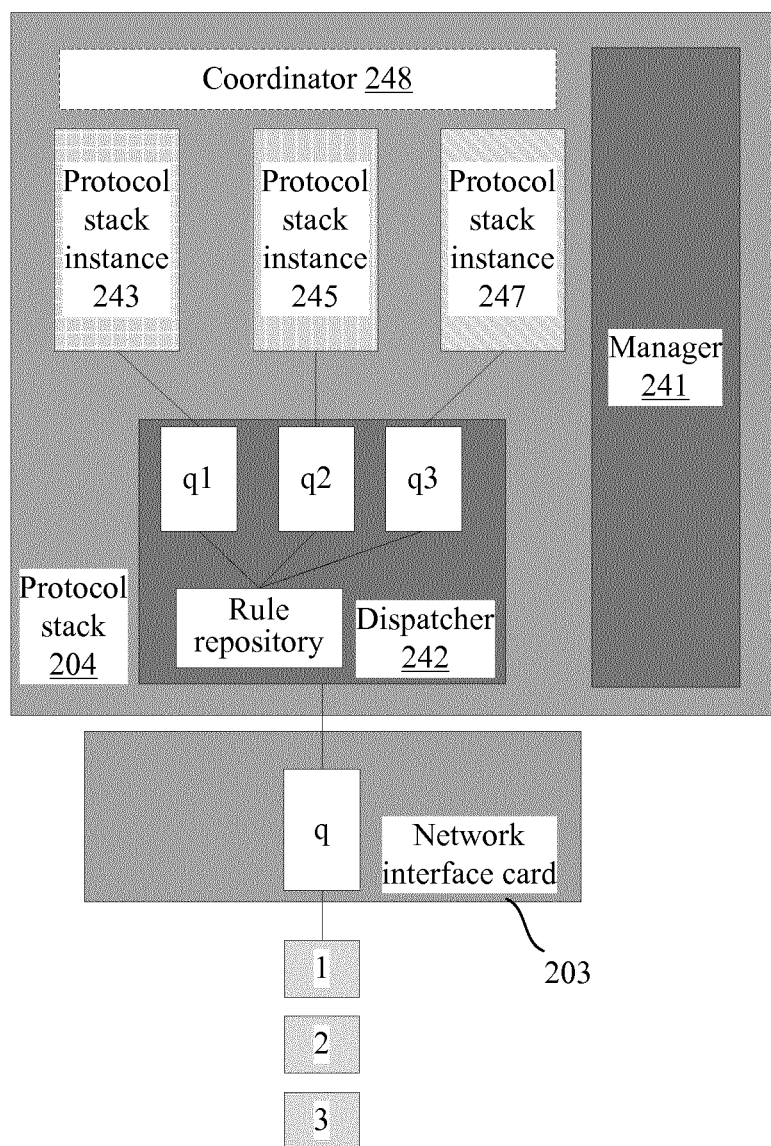 Coordinator 248
Protocol
stack
instance
243
Protocol
stack
instance
245
Protocol
stack
instance
247
Manager
241
q1
q2
q3
Rule
repository
Dispatcher
242
Protocol
stack
204
q
Network
interface card
203
1
2
3